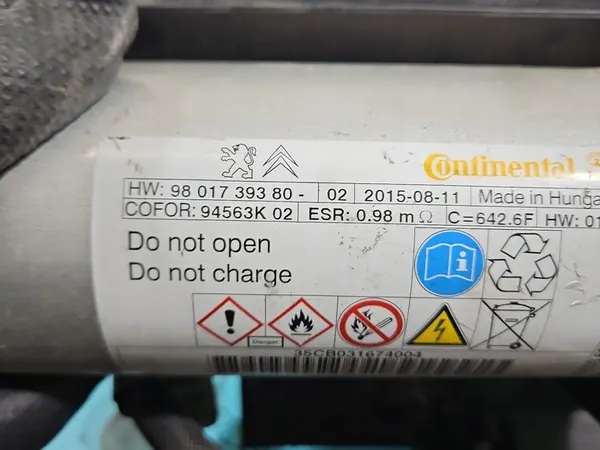 Continental
HW: 98 017 393 80- 02 2015-08-11 Made in Hunga
COFOR: 94563K 02 ESR: 0.98 mΩ C=642.6F HW: 01
Do not open
Do not charge
Danger
35CB031674004